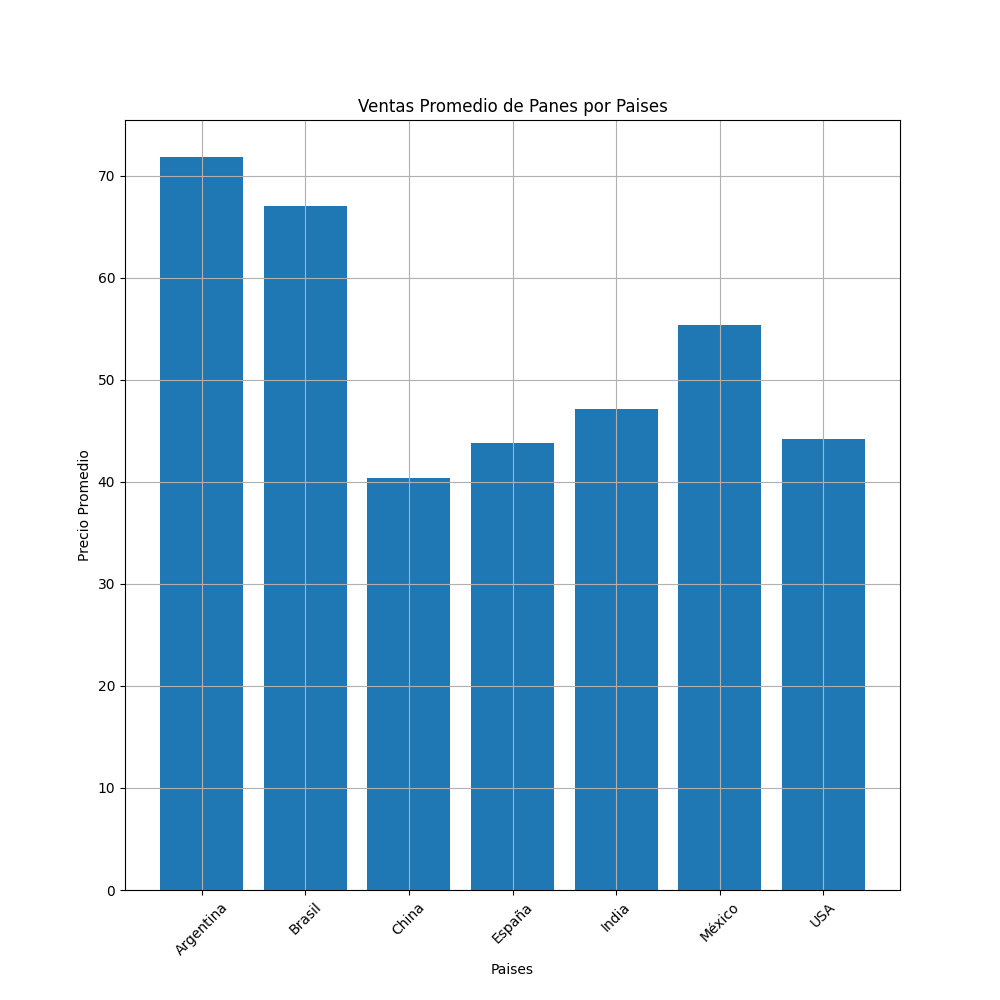 Ventas Promedio de Panes por Paises
Precio Promedio
70
60
50
40
30
20
10
0
Argentina
Brasil
China
España
India
México
USA
Paises